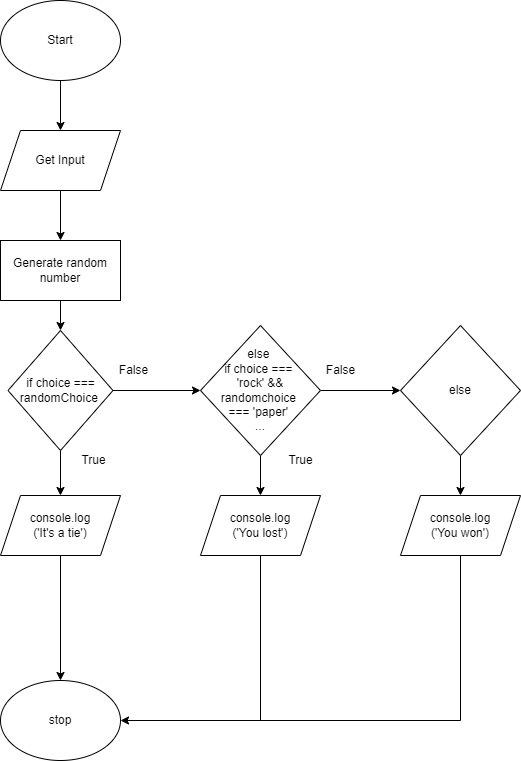 Start
Get Input
Generate random
number
if choice ===
randomChoice
False
True
else
if choice ===
'rock' &&
randomchoice
=== 'paper'
...
False
True
else
console.log
('It's a tie')
console.log
('You lost')
console.log
('You won')
stop